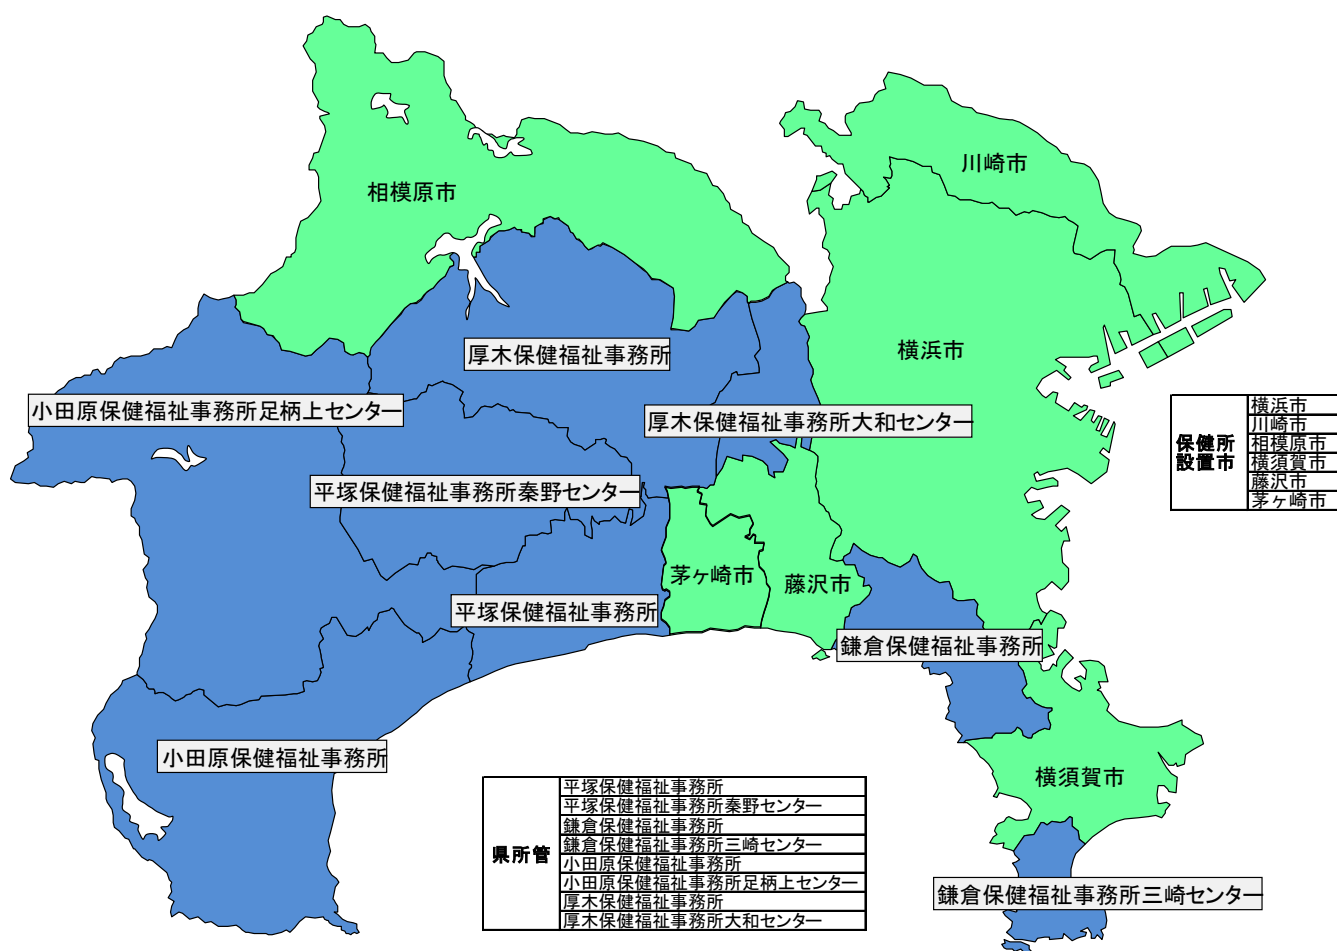 川崎市
相模原市
横浜市
厚木保健福祉事務所
小田原保健福祉事務所足柄上センター
厚木保健福祉事務所大和センター
平塚保健福祉事務所秦野センター
茅ヶ崎市
藤沢市
平塚保健福祉事務所
鎌倉保健福祉事務所
小田原保健福祉事務所
横須賀市
鎌倉保健福祉事務所三崎センター
保健所
設置市
横浜市
川崎市
相模原市
横須賀市
藤沢市
茅ヶ崎市
県所管
平塚保健福祉事務所
平塚保健福祉事務所秦野センター
鎌倉保健福祉事務所
鎌倉保健福祉事務所三崎センター
小田原保健福祉事務所
小田原保健福祉事務所足柄上センター
厚木保健福祉事務所
厚木保健福祉事務所大和センター